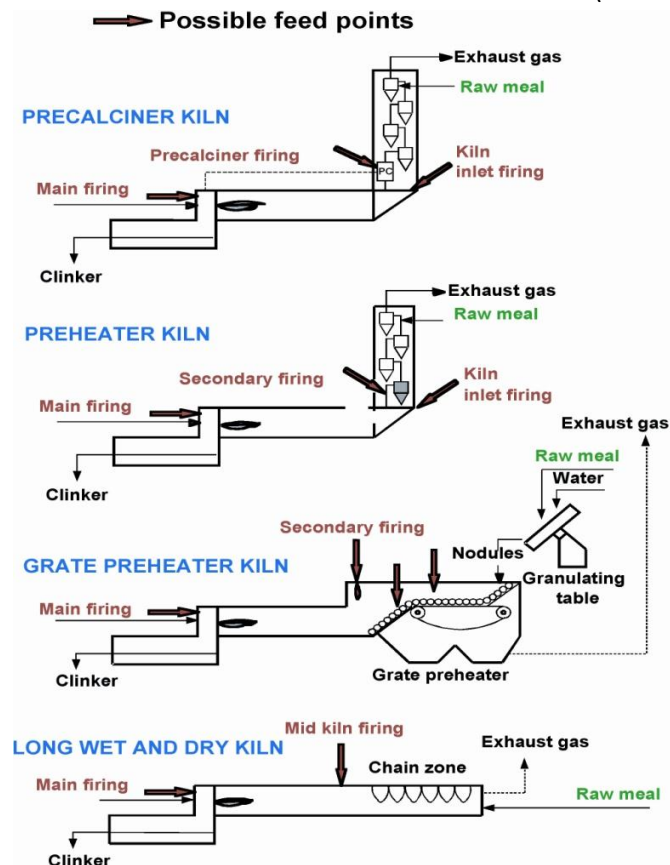 Possible feed points
Exhaust gas
Raw meal
PRECALCINER KILN
Precalciner firing
PC
Kiln
inlet firing
Main firing
Clinker
Exhaust gas
Raw meal
PREHEATER KILN
Secondary firing
Kiln
inlet firing
Main firing
Clinker
Exhaust gas
Raw meal
Water
Secondary firing
Nodules
Granulating
table
GRATE PREHEATER KILN
Main firing
Clinker
Grate preheater
Mid kiln firing
LONG WET AND DRY KILN
Exhaust gas
Chain zone
Main firing
Raw meal
Clinker